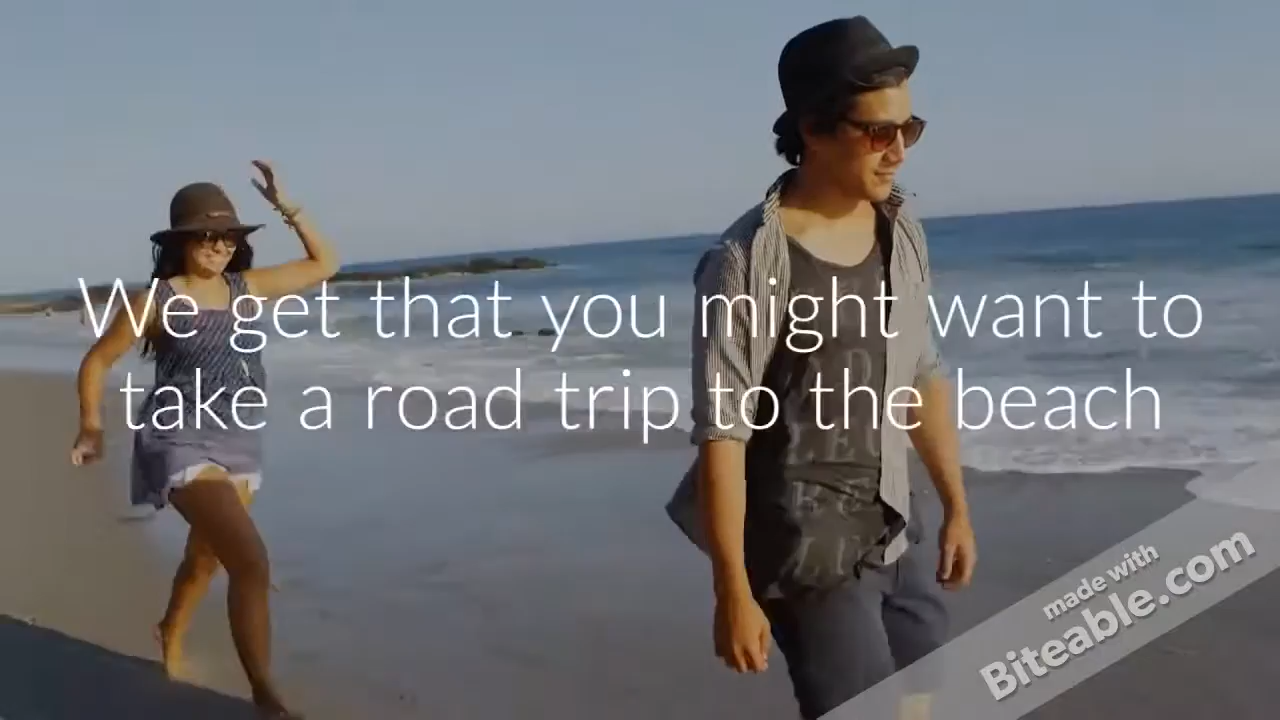 We get that you might want to
take a road trip to the beach
made with
Biteable.com